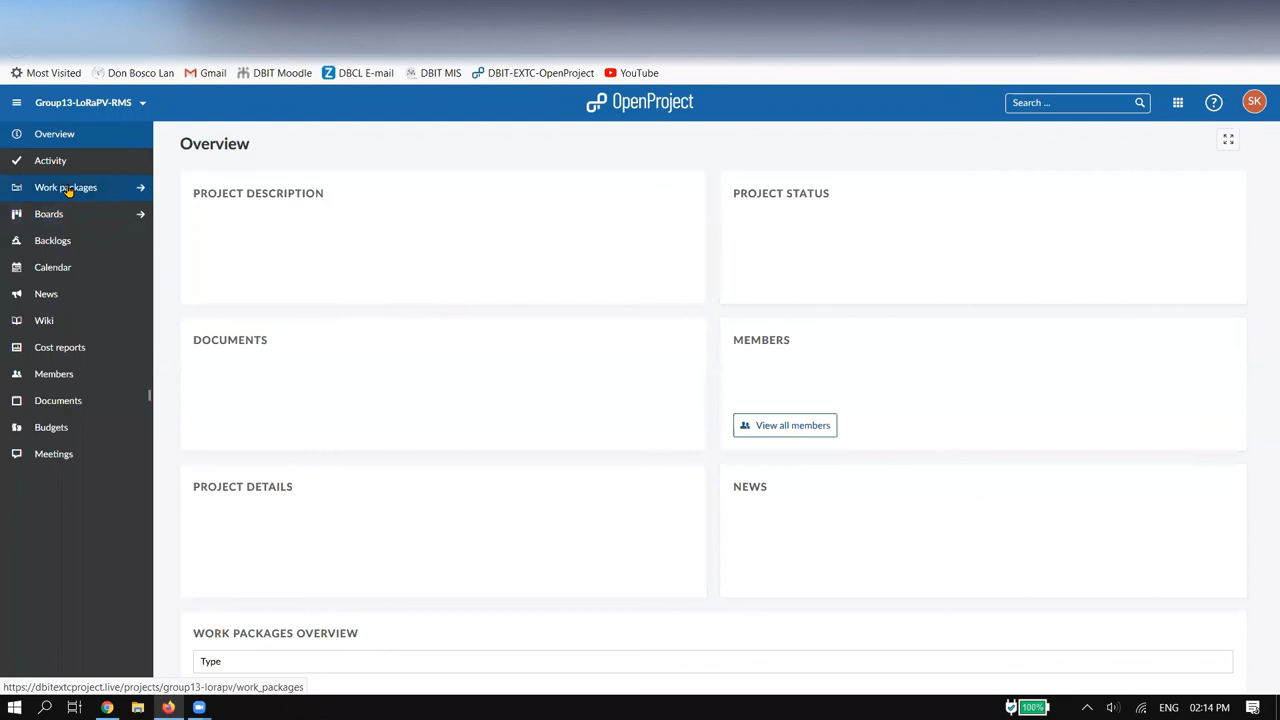 Most Visited Don Bosco Lan Gmail DBIT Moodle DBCL E-mail DBIT MIS DBIT-EXTC-OpenProject YouTube
Group13-LoRaPV-RMS OpenProject Search ... ? SK
Overview
Activity
Work packages
Boards
Backlogs
Calendar
News
Wiki
Cost reports
Members
Documents
Budgets
Meetings
Overview
PROJECT DESCRIPTION
PROJECT STATUS
DOCUMENTS
MEMBERS
View all members
PROJECT DETAILS
NEWS
WORK PACKAGES OVERVIEW
Type
https://dbitextcproject.live/projects/group13-lorapv/work_packages
100% ENG 02:14 PM